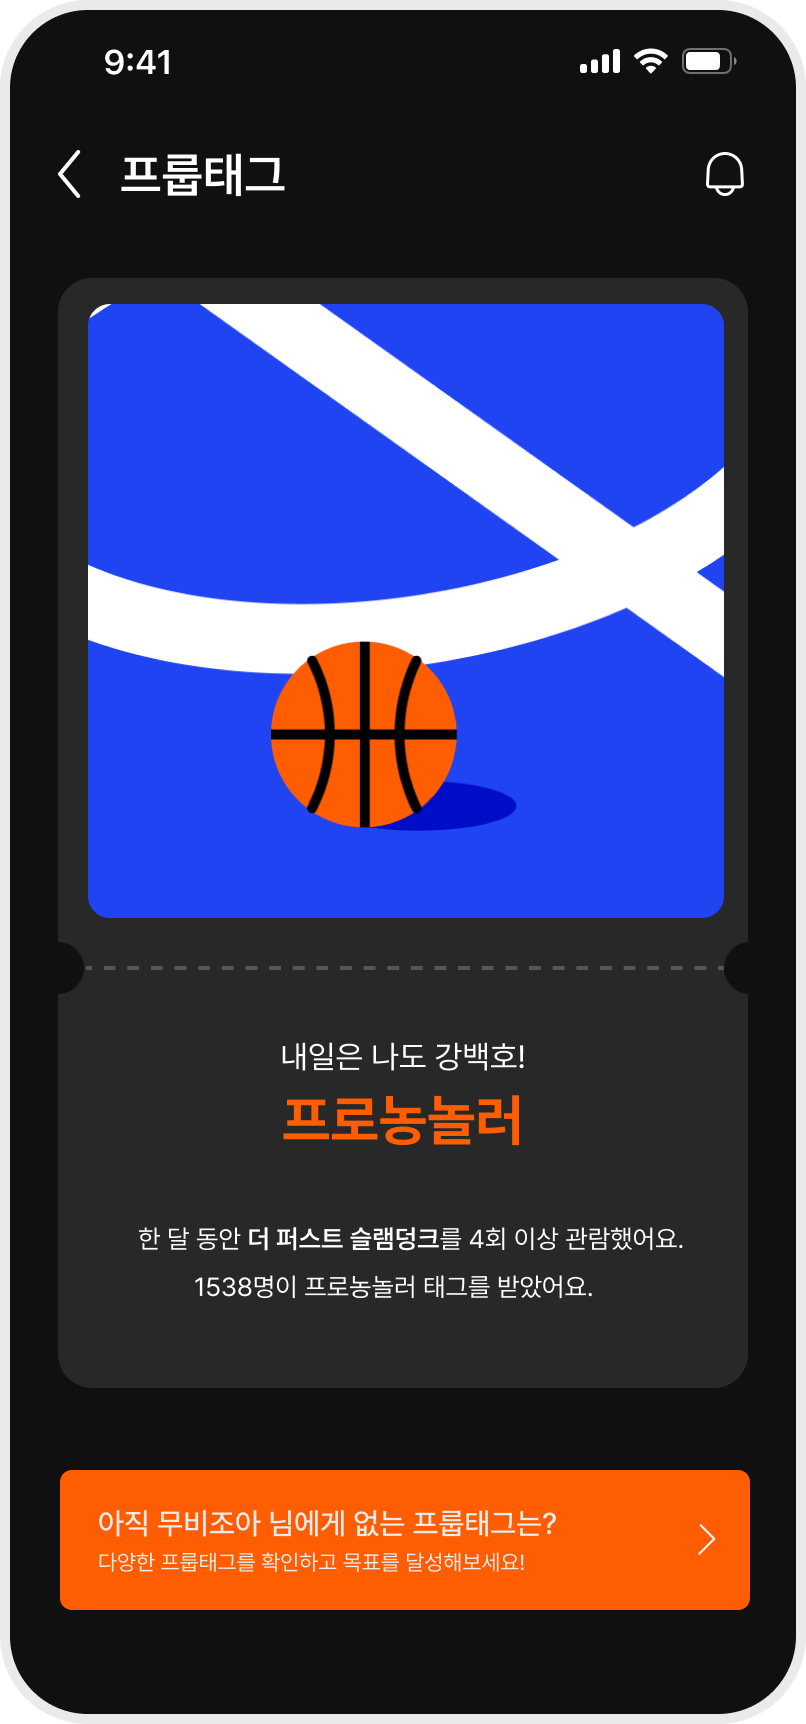 9:41
프룹태그
내일은 나도 강백호!
프로농놀러
한 달 동안 더 퍼스트 슬램덩크를 4회 이상 관람했어요.
1538명이 프로농놀러 태그를 받았어요.
아직 무비조아 님에게 없는 프룹태그는?
다양한 프룹태그를 확인하고 목표를 달성해보세요!